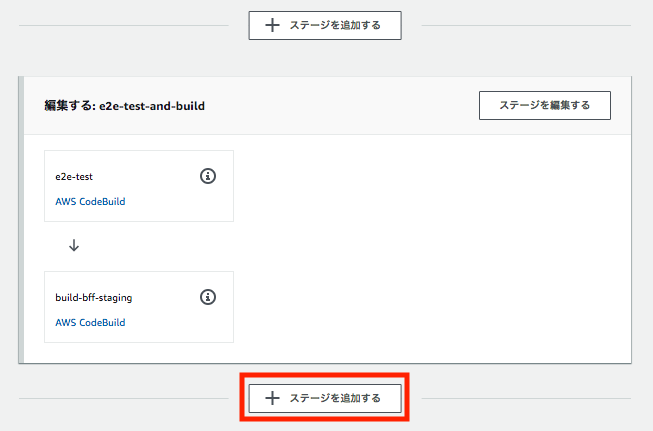 ステージを追加する
編集する: e2e-test-and-build
ステージを編集する
e2e-test
AWS CodeBuild
build-bff-staging
AWS CodeBuild
ステージを追加する